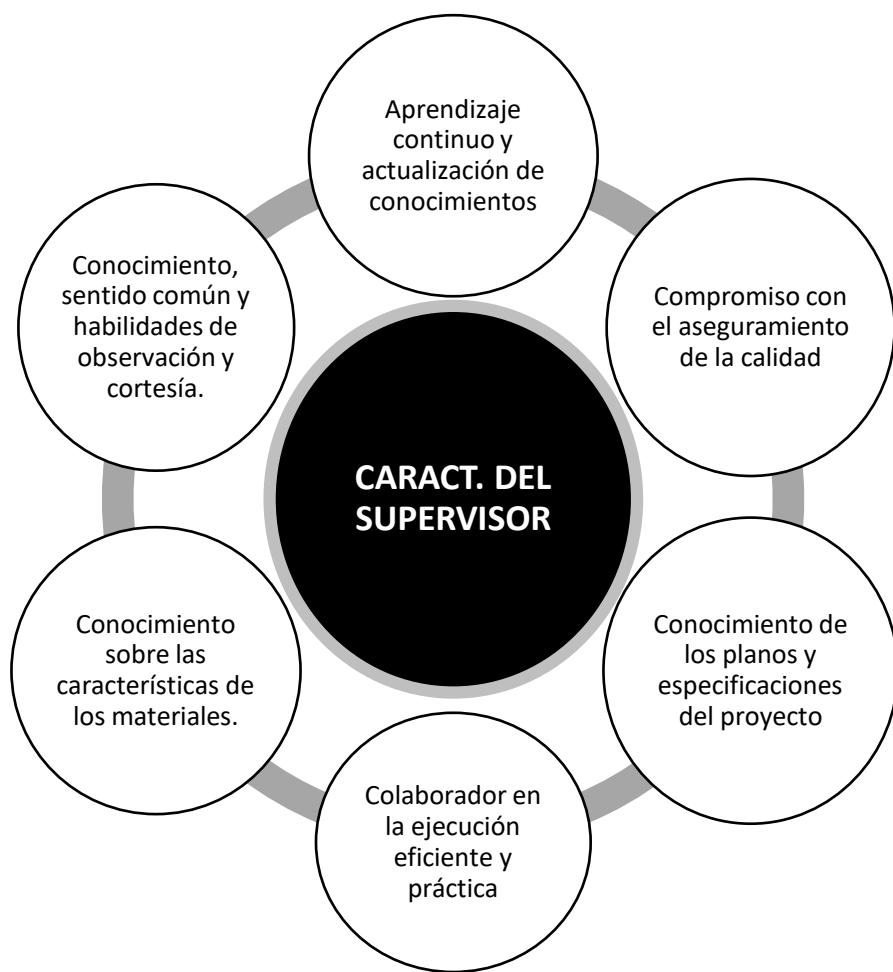 Aprendizaje
continuo y
actualización de
conocimientos
Compromiso con
el aseguramiento
de la calidad
Conocimiento de
los planos y
especificaciones
del proyecto
Colaborador en
la ejecución
eficiente y
práctica
Conocimiento
sobre las
características de
los materiales.
Conocimiento,
sentido común y
habilidades de
observación y
cortesía.
CARACT. DEL
SUPERVISOR